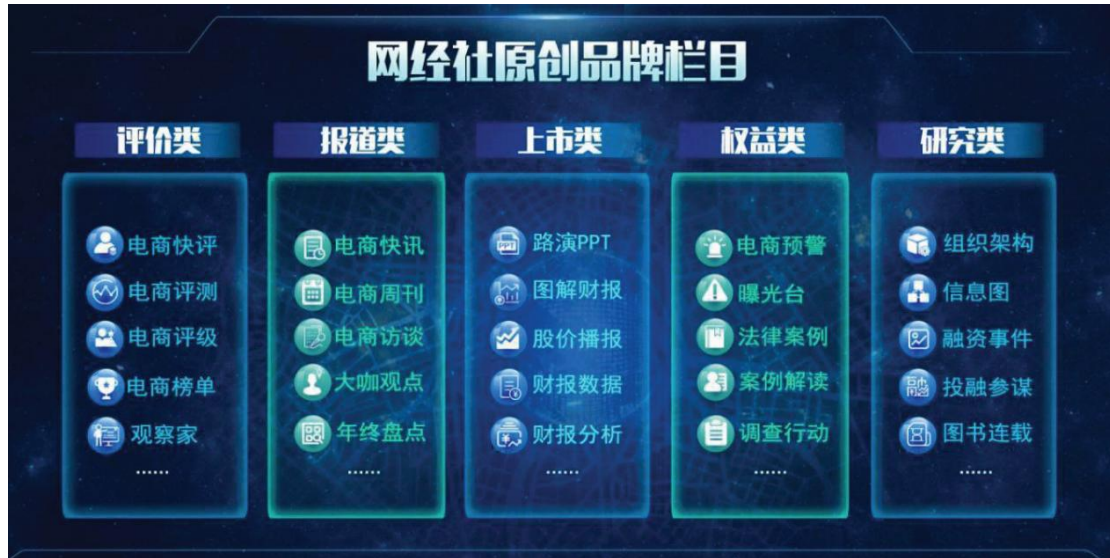 网经社原创品牌栏目
评价类
电商快评
电商评测
电商评级
电商榜单
观察家
......
报道类
电商快讯
电商周刊
电商访谈
大咖观点
年终盘点
......
上市类
PPT
路演PPT
图解财报
股价播报
财报数据
财报分析
权益类
电商预警
曝光台
法律案例
案例解读
调查行动
......
研究类
组织架构
信息图
融资事件
融
投融参谋
图书连载
......